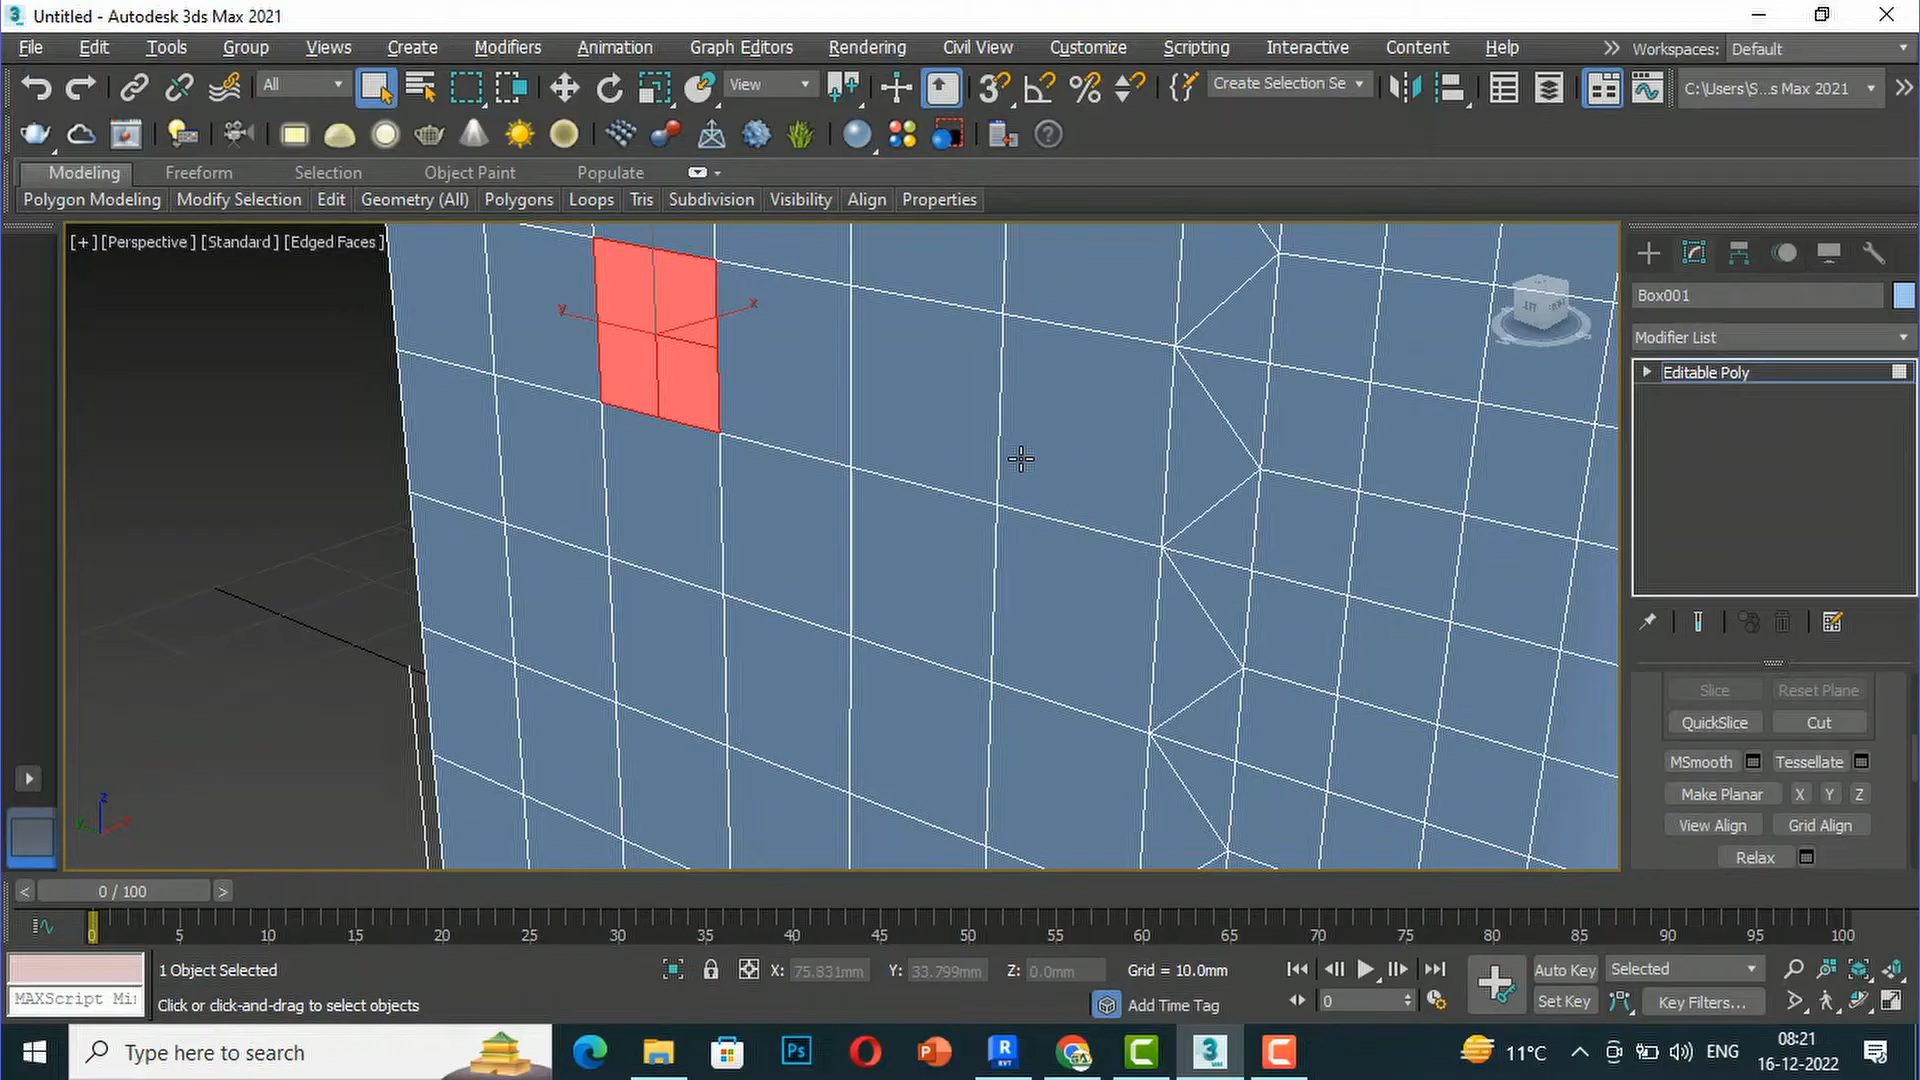 Untitled - Autodesk 3ds Max 2021
File Edit Tools Group Views Create Modifiers Animation Graph Editors Rendering Civil View Customize Scripting Interactive Content Help Workspaces: Default
All View Create Selection Se C:\Users\S...s Max 2021
Modeling Freeform Selection Object Paint Populate
Polygon Modeling Modify Selection Edit Geometry (All) Polygons Loops Tris Subdivision Visibility Align Properties
[+] [Perspective] [Standard] [Edged Faces]
Box001
Modifier List
Editable Poly
y x
Slice Reset Plane
QuickSlice Cut
MSmooth Tessellate
Make Planar X Y Z
View Align Grid Align
Relax
z
y x
< 0 / 100 >
0 5 10 15 20 25 30 35 40 45 50 55 60 65 70 75 80 85 90 95 100
1 Object Selected X: 75.831mm Y: 33.799mm Z: 0.0mm Grid = 10.0mm Auto Key Selected
MAXScript Mi: Click or click-and-drag to select objects Add Time Tag 0 Set Key Key Filters...
Type here to search 11°C ENG 08:21
16-12-2022